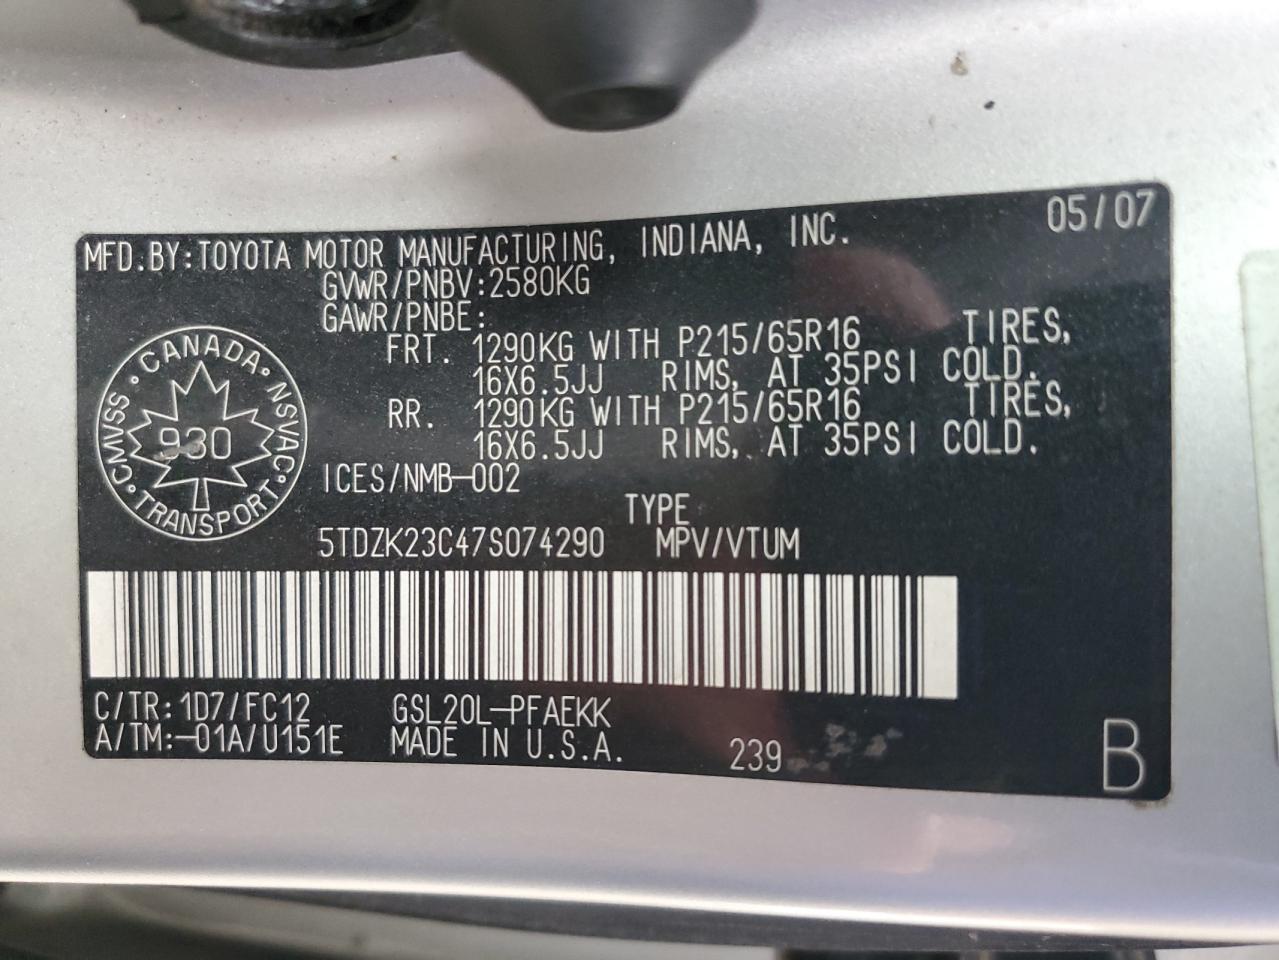 MFD.BY:TOYOTA MOTOR MANUFACTURING, INDIANA, INC. 05/07
GVWR/PNBV:2580KG
GAWR/PNBE:
FRT. 1290KG WITH P215/65R16 TIRES,
16X6.5JJ RIMS, AT 35PSI COLD.
RR. 1290KG WITH P215/65R16 TIRES,
16X6.5JJ RIMS, AT 35PSI COLD.
CMVSS • CANADA • NSVAC • TRANSPORT •
930
ICES/NMB-002
TYPE
5TDZK23C47S074290 MPV/VTUM
C/TR:1D7/FC12 GSL20L-PFAEKK
A/TM:-01A/U151E MADE IN U.S.A. 239
B